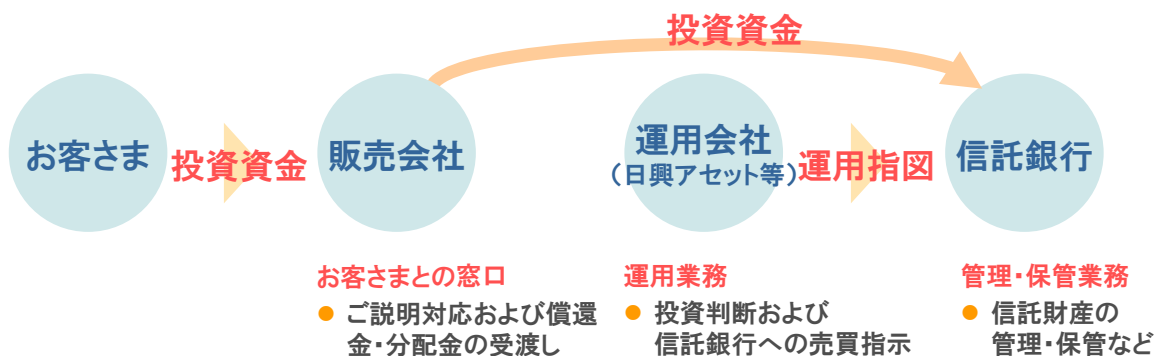 投資資金
お客さま
投資資金
販売会社
運用会社
（日興アセット等）
運用指図
信託銀行
お客さまとの窓口
● ご説明対応および償還
金・分配金の受渡し
運用業務
● 投資判断および
信託銀行への売買指示
管理・保管業務
● 信託財産の
管理・保管など